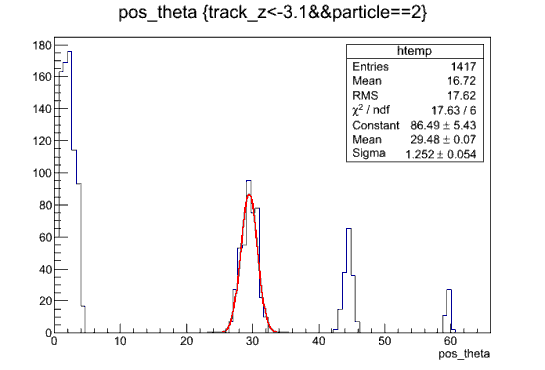 pos_theta {track_z<-3.1&&particle==2}
htemp
Entries 1417
Mean 16.72
RMS 17.62
χ² / ndf 17.63 / 6
Constant 86.49 ± 5.43
Mean 29.48 ± 0.07
Sigma 1.252 ± 0.054
180
160
140
120
100
80
60
40
20
0
0 10 20 30 40 50 60
pos_theta